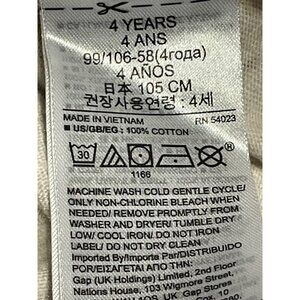 4 YEARS
4 ANS
99/106-58(4года)
4 AÑOS
日本 105 CM
권장사용연령 : 4세
MADE IN VIETNAM RN 54023
US/GB/EG : 100% COTTON
30
1166
MACHINE WASH COLD GENTLE CYCLE/
ONLY NON-CHLORINE BLEACH WHEN
NEEDED/ REMOVE PROMPTLY FROM
WASHER AND DRYER/ TUMBLE DRY
LOW/ COOL IRON/ DO NOT IRON
LABEL/ DO NOT DRY CLEAN
Imported By/Importa Par/DISTRIBUIDO
POR/ΕΙΣΑΓΕΤΑΙ ΑΠΟ ΤΗΝ:
Gap (UK Holdings) Limited, 2nd Floor
Nations House, 103 Wigmore Street,
Gap Stores